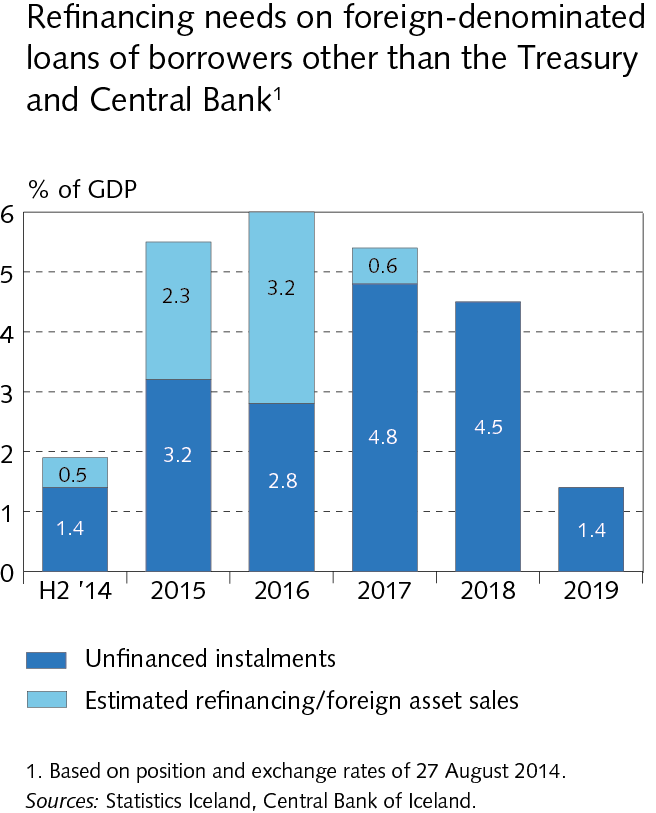 Refinancing needs on foreign-denominated
loans of borrowers other than the Treasury
and Central Bank¹
% of GDP
6
5
4
3
2
1
0
0.5
1.4
2.3
3.2
3.2
2.8
0.6
4.8
4.5
1.4
H2 '14 2015 2016 2017 2018 2019
Unfinanced instalments
Estimated refinancing/foreign asset sales
1. Based on position and exchange rates of 27 August 2014.
Sources: Statistics Iceland, Central Bank of Iceland.